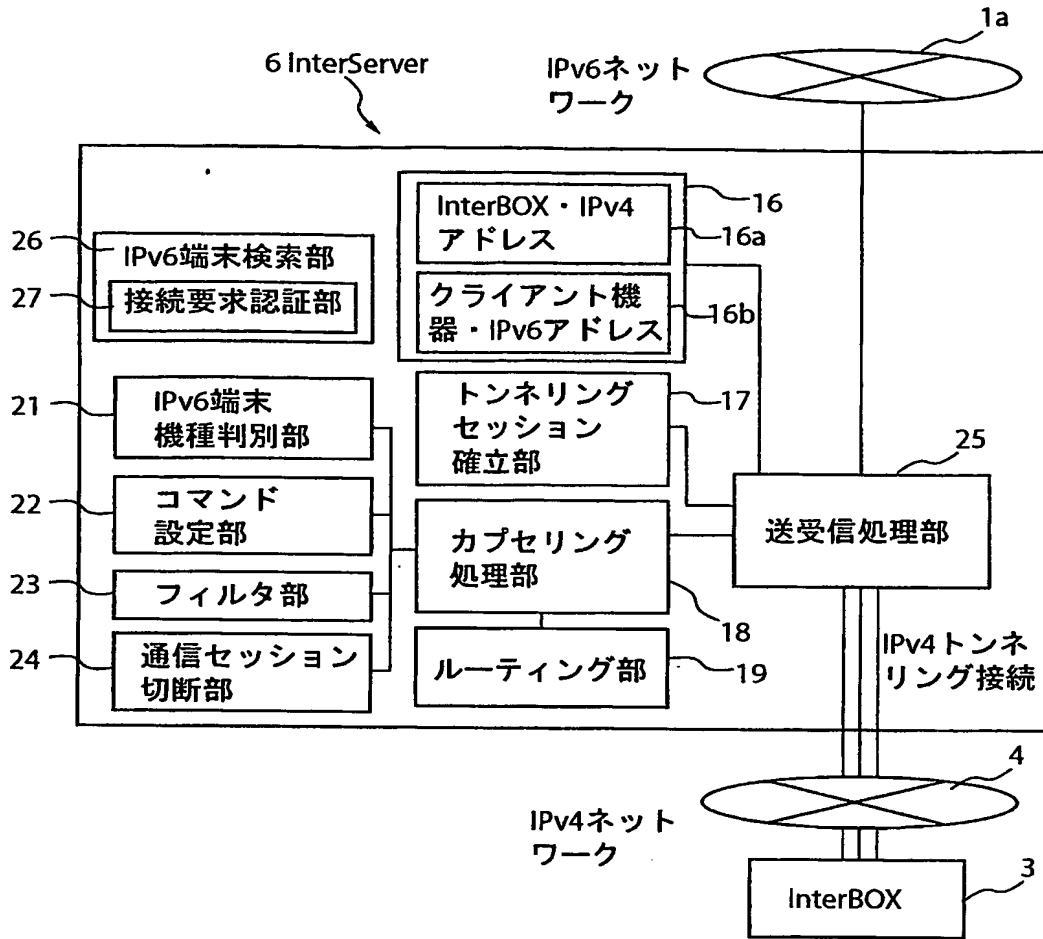 1a
6 InterServer
IPv6ネット
ワーク
16
InterBOX・IPv4
アドレス
16a
クライアント機
器・IPv6アドレス
16b
26
IPv6端末検索部
27
接続要求認証部
21
IPv6端末
機種判別部
トンネリング
セッション
確立部
17
25
送受信処理部
22
コマンド
設定部
カプセリング
処理部
18
23
フィルタ部
24
通信セッション
切断部
ルーティング部
19
IPv4トンネ
リング接続
4
IPv4ネット
ワーク
InterBOX
3